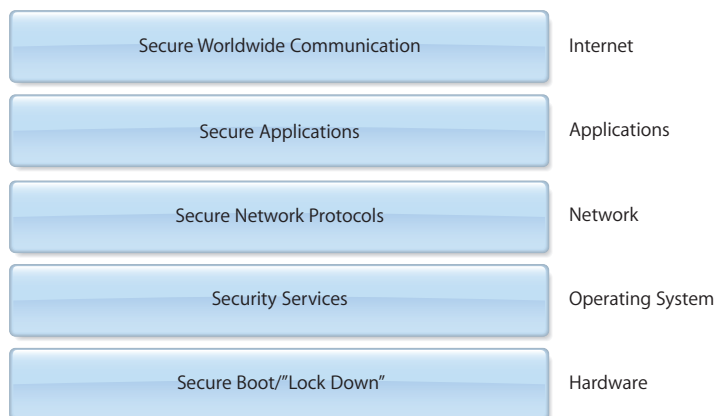 Secure Worldwide Communication Internet
Secure Applications Applications
Secure Network Protocols Network
Security Services Operating System
Secure Boot/”Lock Down” Hardware